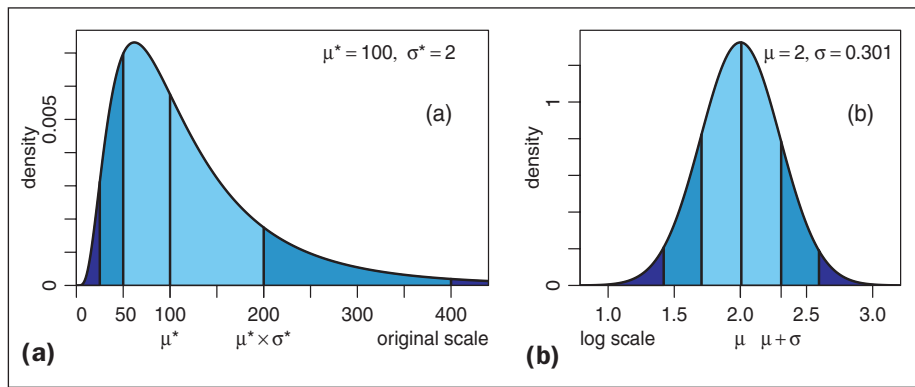 μ* = 100, σ* = 2
(a)
density
0.005
0
0 50 100 200 300 400
μ* μ* × σ* original scale
(a)
μ = 2, σ = 0.301
(b)
density
1
0
1.0 1.5 2.0 2.5 3.0
log scale μ μ + σ
(b)